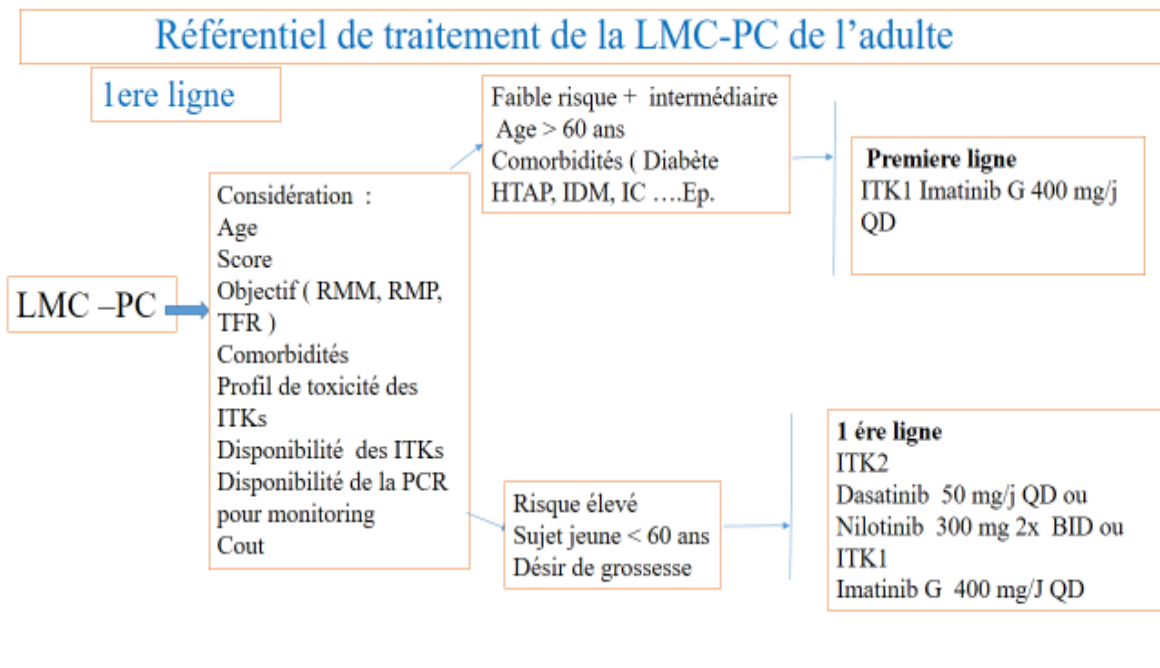 Référentiel de traitement de la LMC-PC de l’adulte
1ere ligne
LMC –PC
Considération :
Age
Score
Objectif ( RMM, RMP,
TFR )
Comorbidités
Profil de toxicité des
ITKs
Disponibilité des ITKs
Disponibilité de la PCR
pour monitoring
Cout
Faible risque + intermédiaire
Age > 60 ans
Comorbidités ( Diabète
HTAP, IDM, IC ….Ep.
Premiere ligne
ITK1 Imatinib G 400 mg/j
QD
Risque élevé
Sujet jeune < 60 ans
Désir de grossesse
1 ére ligne
ITK2
Dasatinib 50 mg/j QD ou
Nilotinib 300 mg 2x BID ou
ITK1
Imatinib G 400 mg/J QD